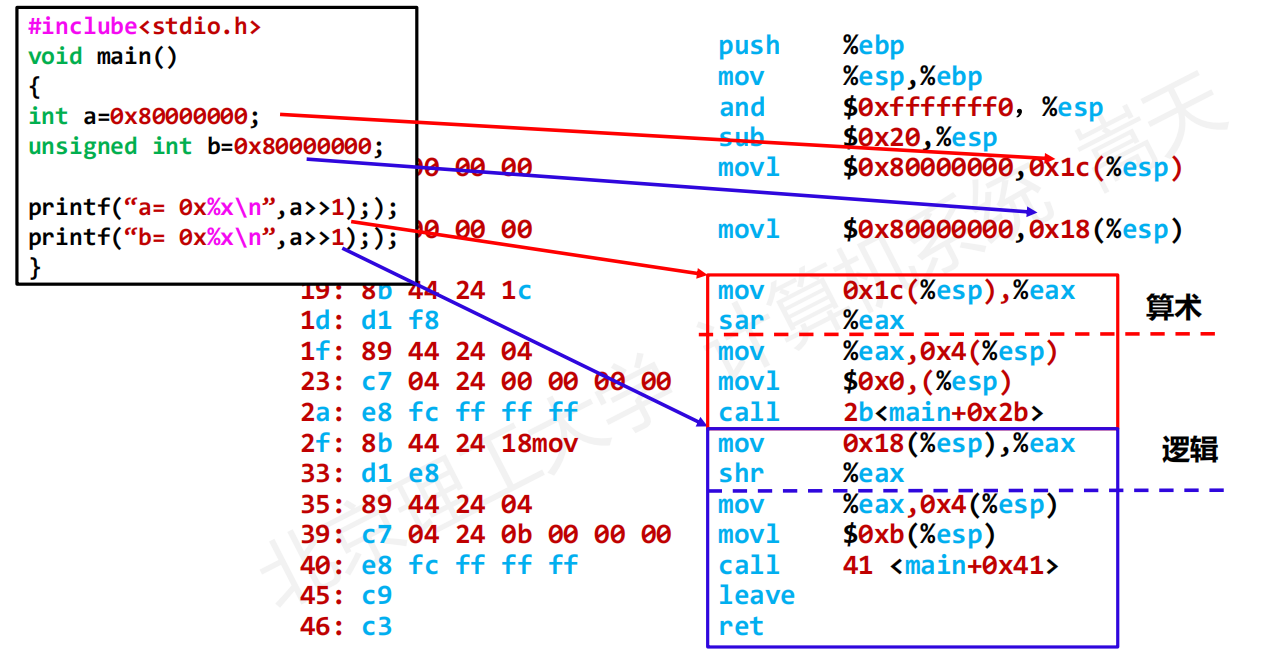 #inclube<stdio.h>
void main()
{
int a=0x80000000;
unsigned int b=0x80000000;
printf(“a= 0x%x\n”,a>>1););
printf(“b= 0x%x\n”,a>>1););
}
push %ebp
mov %esp,%ebp
and $0xfffffff0, %esp
sub $0x20,%esp
00 00 00 movl $0x80000000,0x1c(%esp)
00 00 00 movl $0x80000000,0x18(%esp)
19: 8b 44 24 1c mov 0x1c(%esp),%eax
1d: d1 f8 sar %eax
算术
1f: 89 44 24 04 mov %eax,0x4(%esp)
23: c7 04 24 00 00 00 00 movl $0x0,(%esp)
2a: e8 fc ff ff ff call 2b<main+0x2b>
2f: 8b 44 24 18mov mov 0x18(%esp),%eax
逻辑
33: d1 e8 shr %eax
35: 89 44 24 04 mov %eax,0x4(%esp)
39: c7 04 24 0b 00 00 00 movl $0xb(%esp)
40: e8 fc ff ff ff call 41 <main+0x41>
45: c9 leave
46: c3 ret
北京理工大学 计算机系统 嵩天